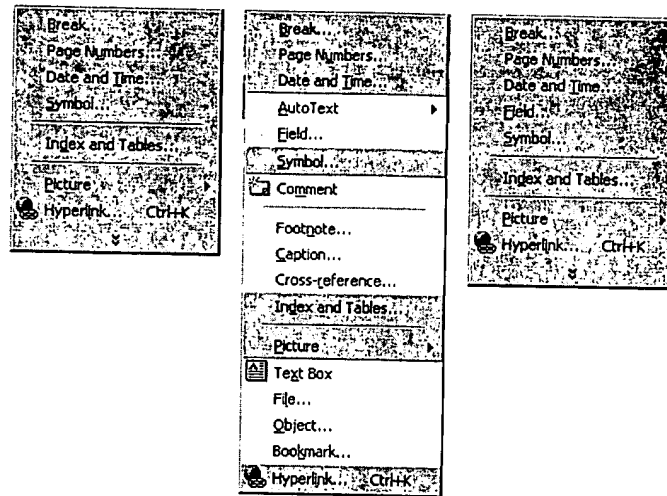 Break...
Page Numbers...
Date and Time...
Symbol...
Index and Tables...
Picture
Hyperlink... Ctrl+K
Break...
Page Numbers...
Date and Time...
AutoText
Field...
Symbol...
Comment
Footnote...
Caption...
Cross-reference...
Index and Tables...
Picture
Text Box
File...
Object...
Bookmark...
Hyperlink... Ctrl+K
Break...
Page Numbers...
Date and Time...
Field...
Symbol...
Index and Tables...
Picture
Hyperlink... Ctrl+K